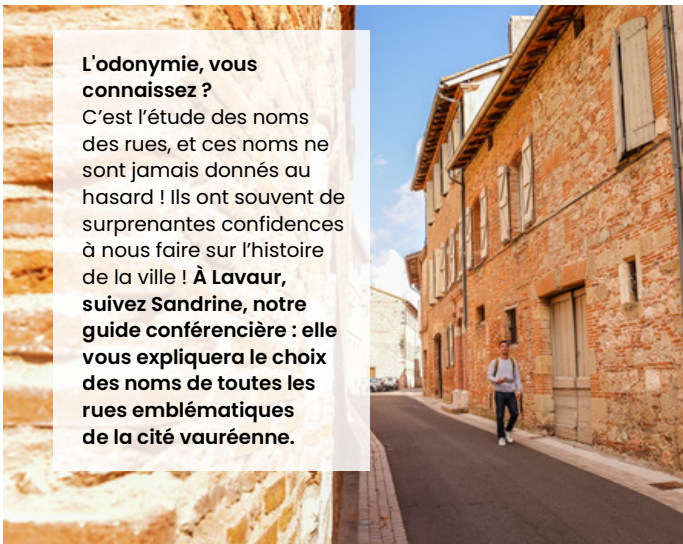 L'odonymie, vous
connaissez ?
C’est l’étude des noms
des rues, et ces noms ne
sont jamais donnés au
hasard ! Ils ont souvent de
surprenantes confidences
à nous faire sur l’histoire
de la ville ! À Lavaur,
suivez Sandrine, notre
guide conférencière : elle
vous expliquera le choix
des noms de toutes les
rues emblématiques
de la cité vauréenne.